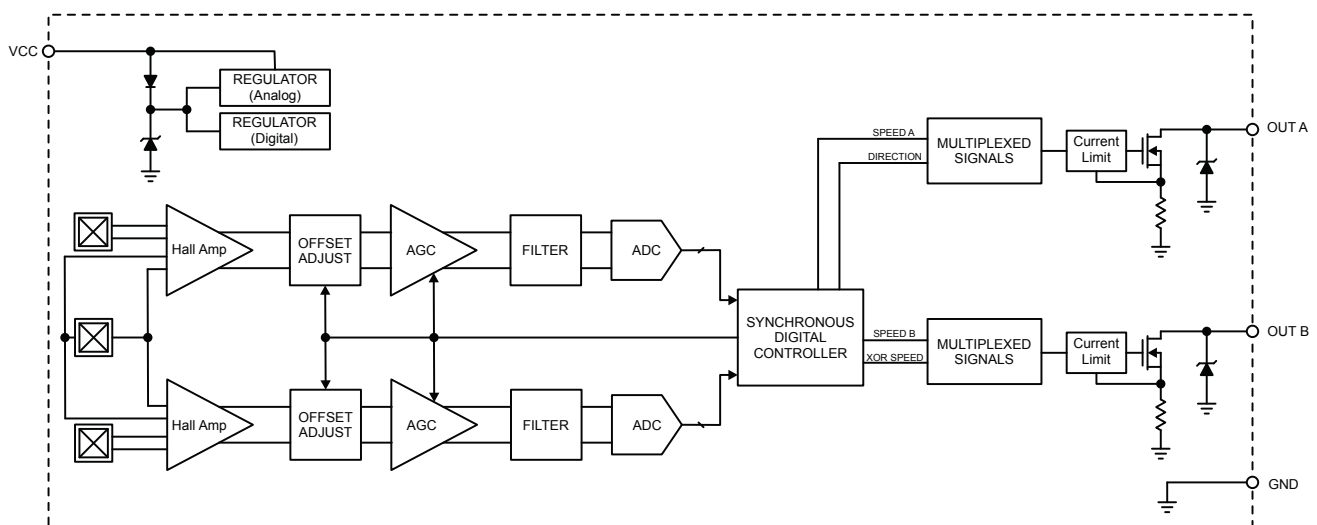 VCC
REGULATOR
(Analog)
REGULATOR
(Digital)
SPEED A
DIRECTION
MULTIPLEXED
SIGNALS
Current
Limit
OUT A
Hall Amp
OFFSET
ADJUST
AGC
FILTER
ADC
SYNCHRONOUS
DIGITAL
CONTROLLER
SPEED B
XOR SPEED
MULTIPLEXED
SIGNALS
Current
Limit
OUT B
Hall Amp
OFFSET
ADJUST
AGC
FILTER
ADC
GND